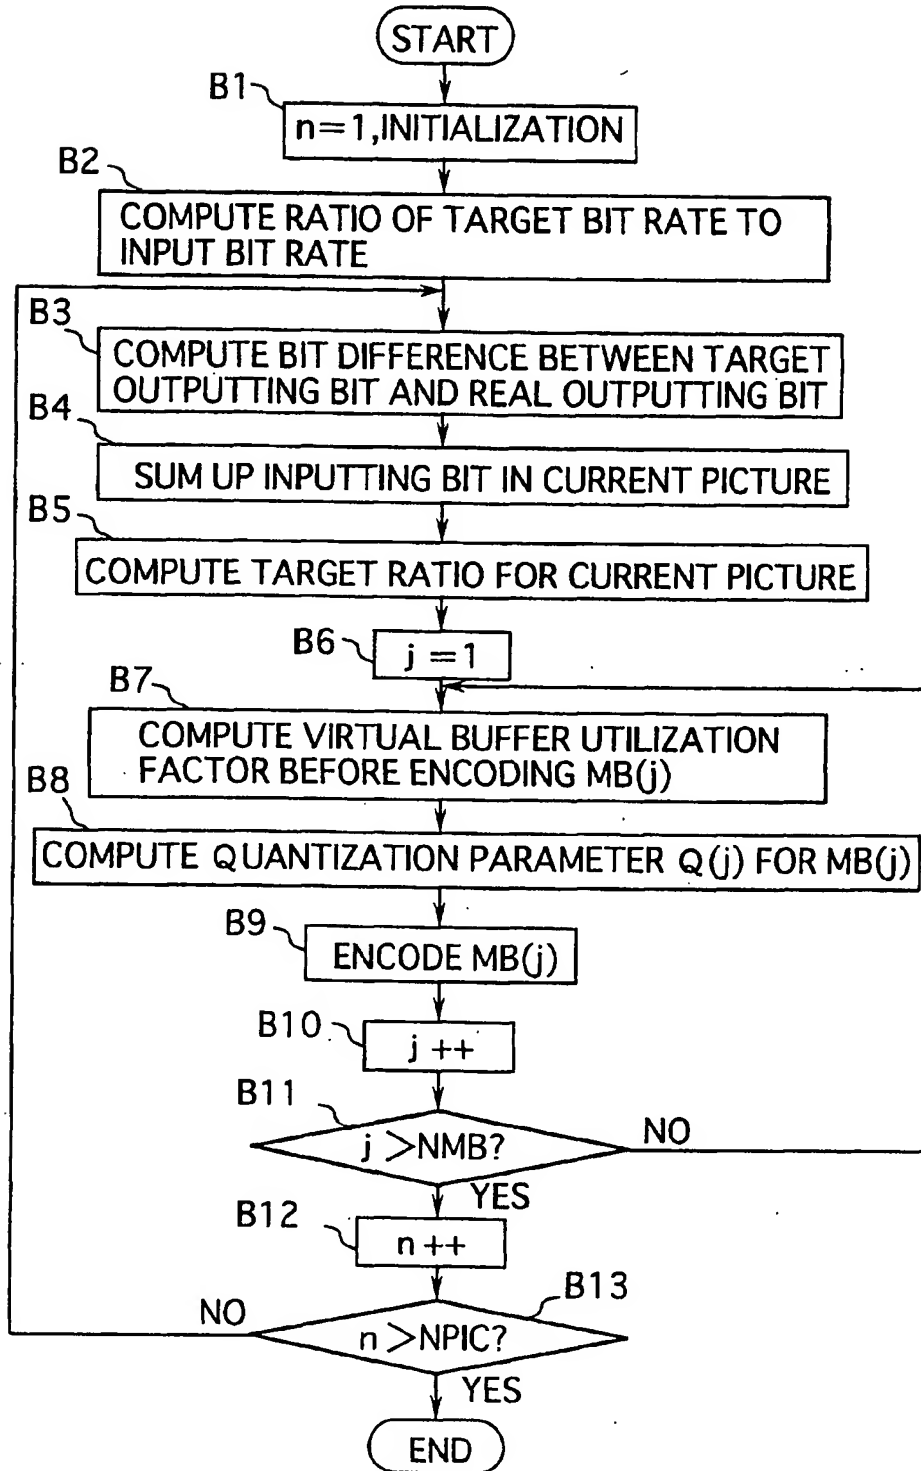 START
B1
n=1,INITIALIZATION
B2
COMPUTE RATIO OF TARGET BIT RATE TO
INPUT BIT RATE
B3
COMPUTE BIT DIFFERENCE BETWEEN TARGET
OUTPUTTING BIT AND REAL OUTPUTTING BIT
B4
SUM UP INPUTTING BIT IN CURRENT PICTURE
B5
COMPUTE TARGET RATIO FOR CURRENT PICTURE
B6
j=1
B7
COMPUTE VIRTUAL BUFFER UTILIZATION
FACTOR BEFORE ENCODING MB(j)
B8
COMPUTE QUANTIZATION PARAMETER Q(j) FOR MB(j)
B9
ENCODE MB(j)
B10
j++
B11
j>NMB?
NO
YES
B12
n++
B13
NO
n>NPIC?
YES
END